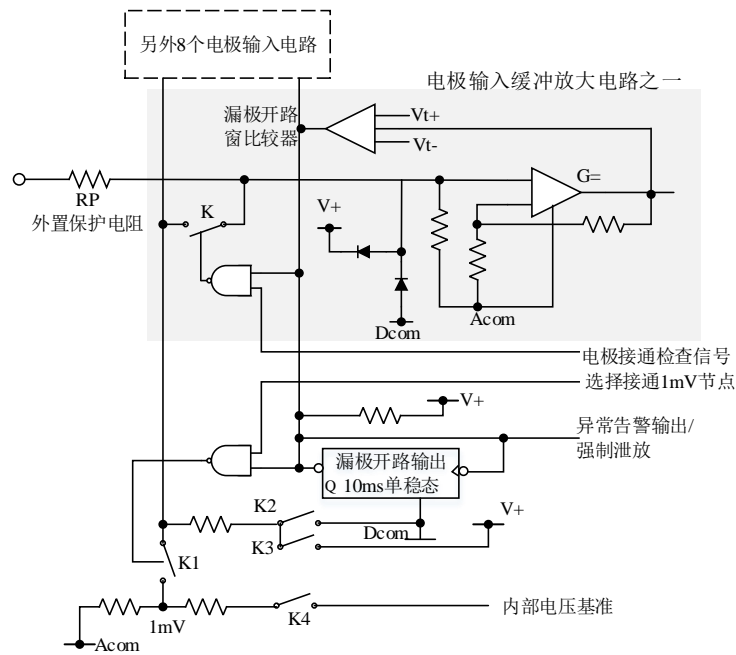 另外8个电极输入电路
电极输入缓冲放大电路之一
漏极开路
窗比较器
Vt+
Vt-
G=
RP
外置保护电阻
K
V+
Dcom
Acom
电极接通检查信号
选择接通1mV节点
V+
异常告警输出/
强制泄放
漏极开路输出
Q 10ms单稳态
K2
Dcom
V+
K3
K1
1mV
K4
内部电压基准
Acom